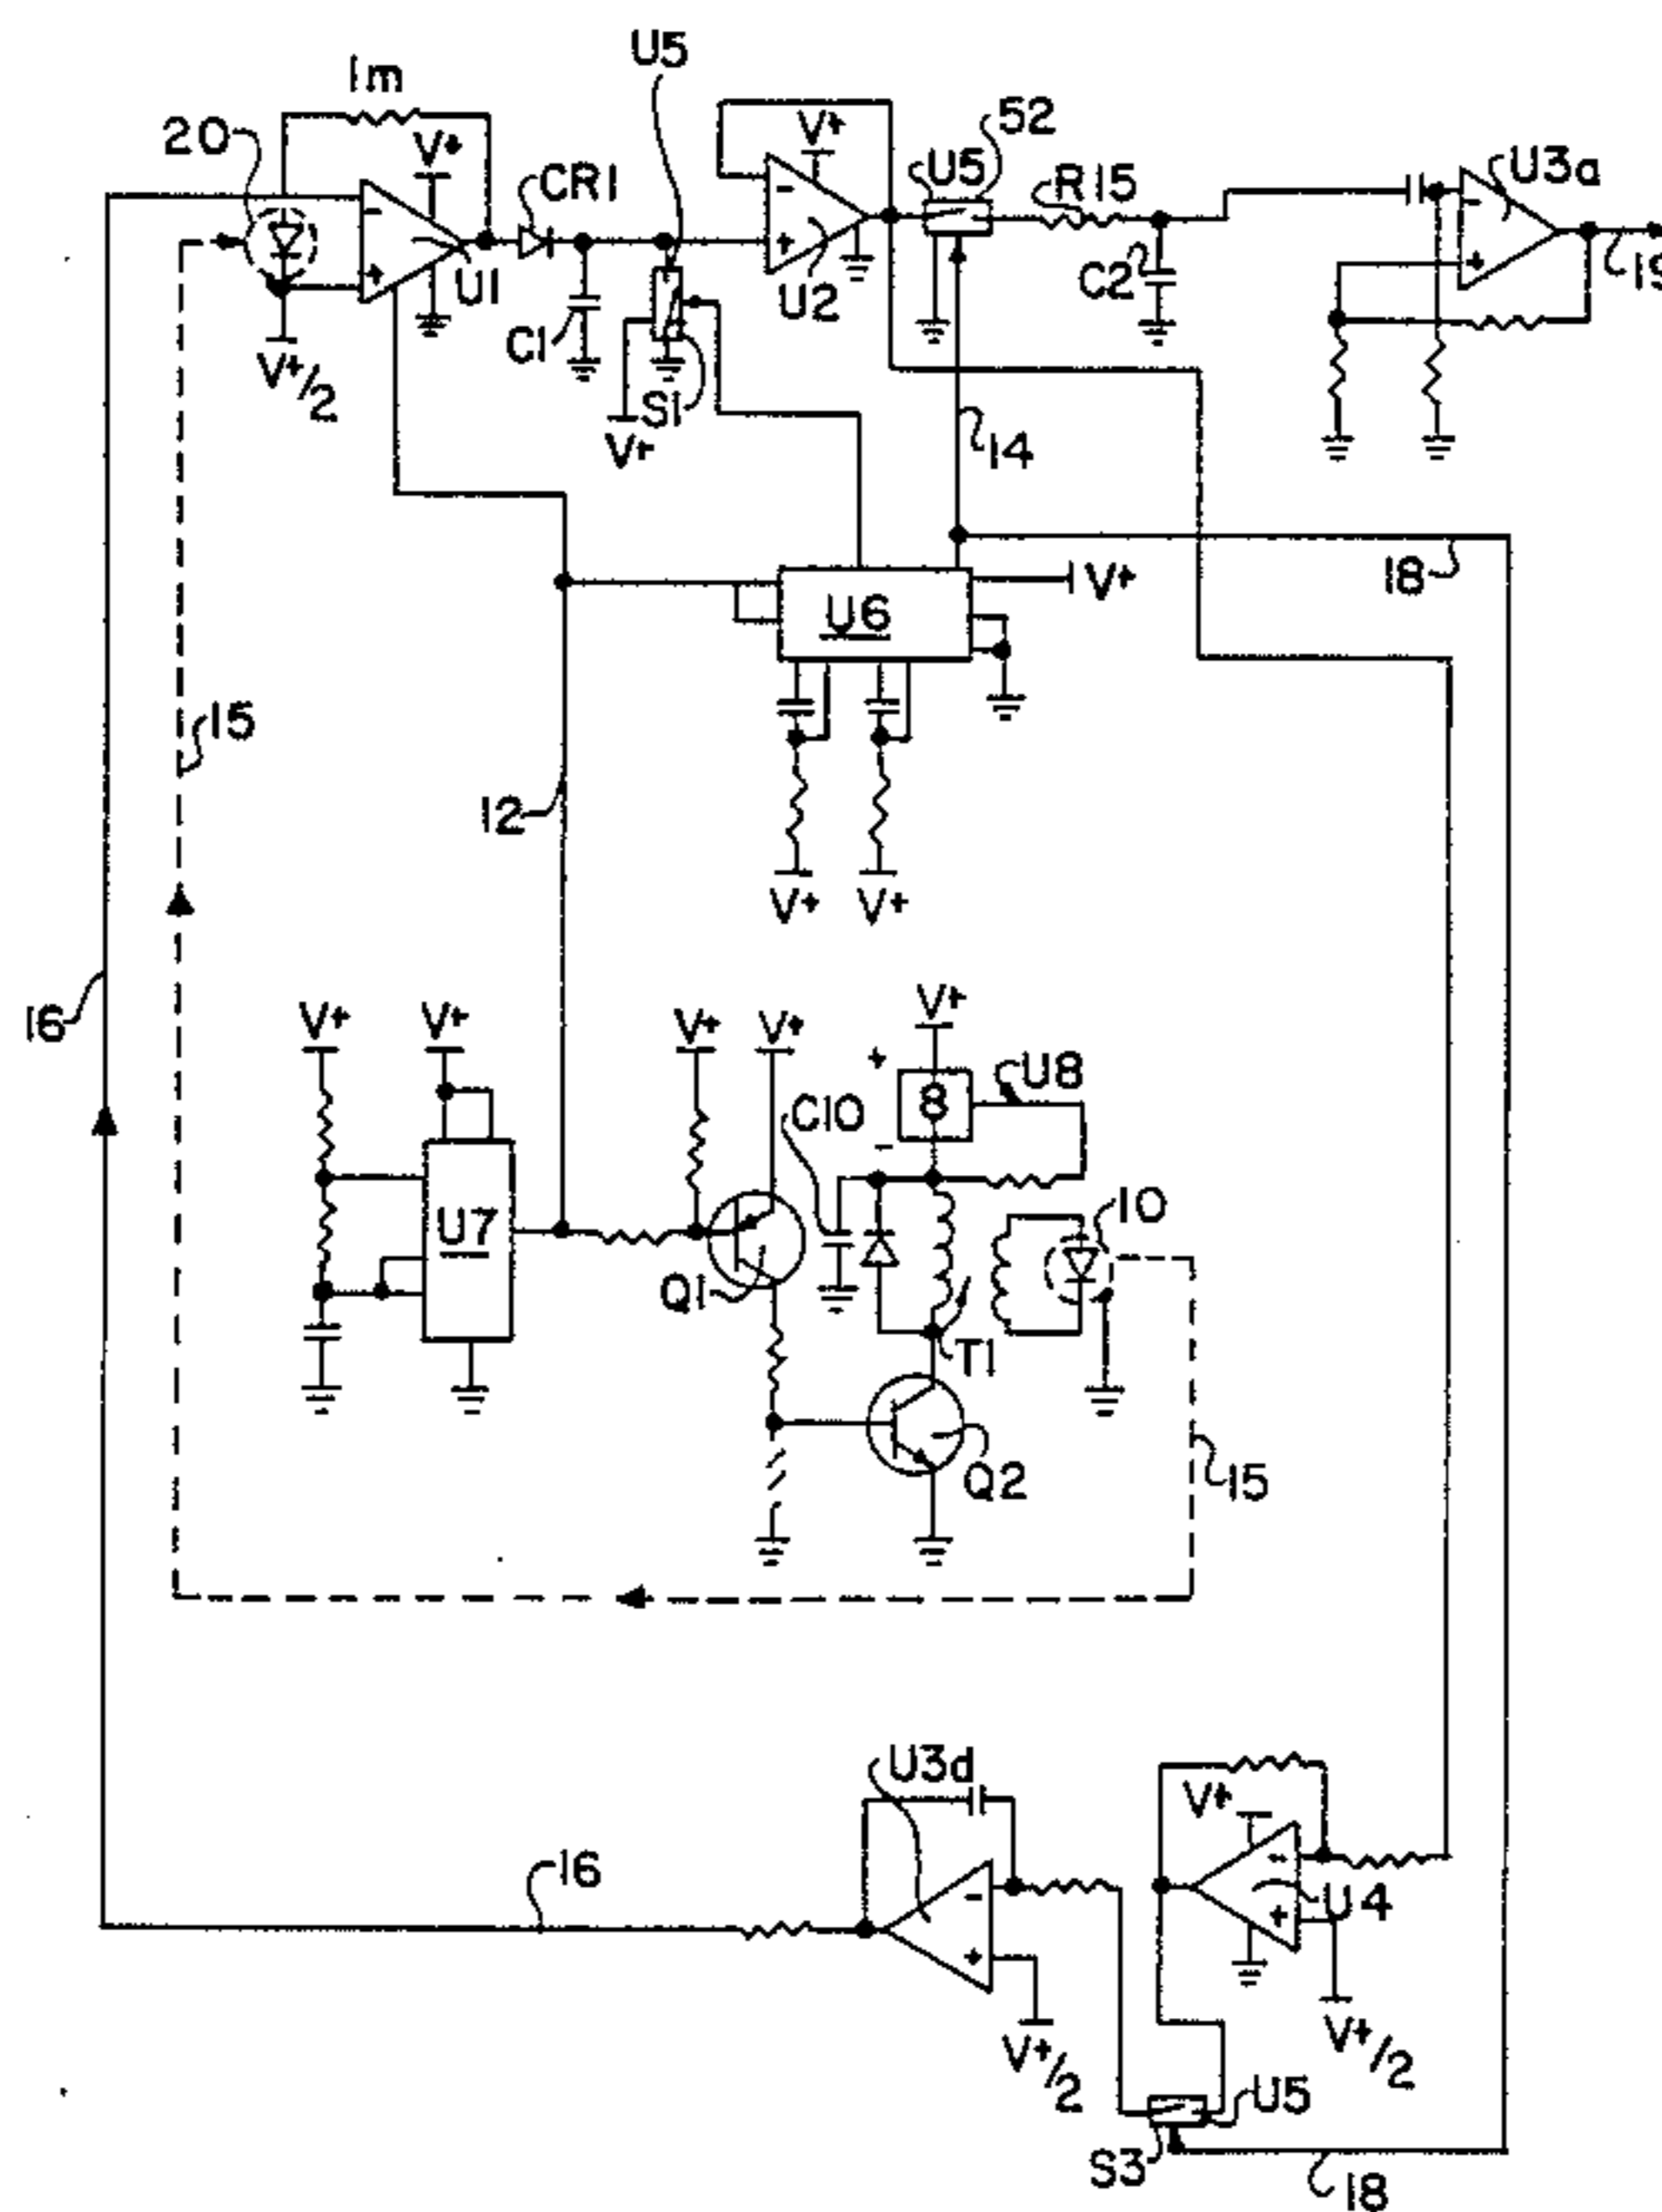 U5
1m
20
V+
CR1
V+
U5
52
R15
U3a
U1
C1
U2
C2
19
V+/2
S1
V+
14
18
U6
V+
15
12
V+
V+
16
V+
V+
V+
V+
V+
+
8
U8
C10
-
10
U7
Q1
T1
Q2
15
U3d
V+
16
U4
V+/2
V+/2
U5
S3
18